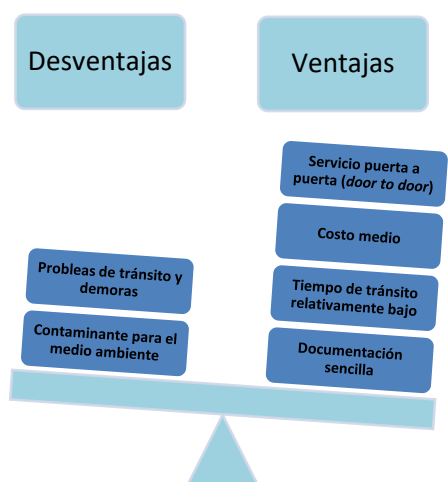 Desventajas
Ventajas
Probleas de tránsito y
demoras
Contaminante para el
medio ambiente
Servicio puerta a
puerta (door to door)
Costo medio
Tiempo de tránsito
relativamente bajo
Documentación
sencilla